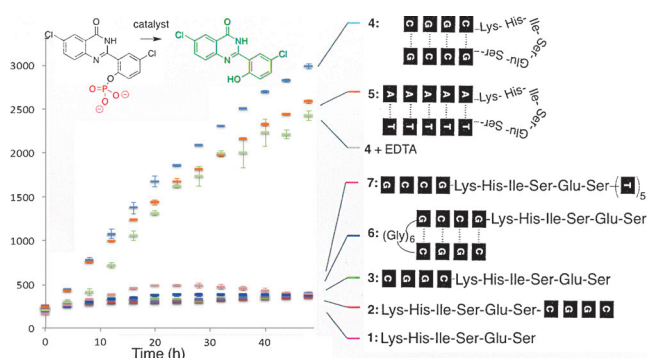 catalyst
Cl
O
NH
N
Cl
O
O
P
O
O
Cl
O
NH
N
Cl
HO
3000
2500
2000
1500
1000
500
0
0
10
20
30
40
Time (h)
4:
C G G C
Lys- His-
Ile-
Ser-
G C C G
Ser-Glu-
5:
A A A A A
Lys- His-
Ile-
Ser-
T T T T T
Ser-Glu-
4 + EDTA
7: G C C G-Lys-His-Ile-Ser-Glu-Ser-(T)5
6: (Gly)6
G C C G-Lys-His-Ile-Ser-Glu-Ser
C G G C
3: C G G C-Lys-His-Ile-Ser-Glu-Ser
2: Lys-His-Ile-Ser-Glu-Ser-C G G C
1: Lys-His-Ile-Ser-Glu-Ser